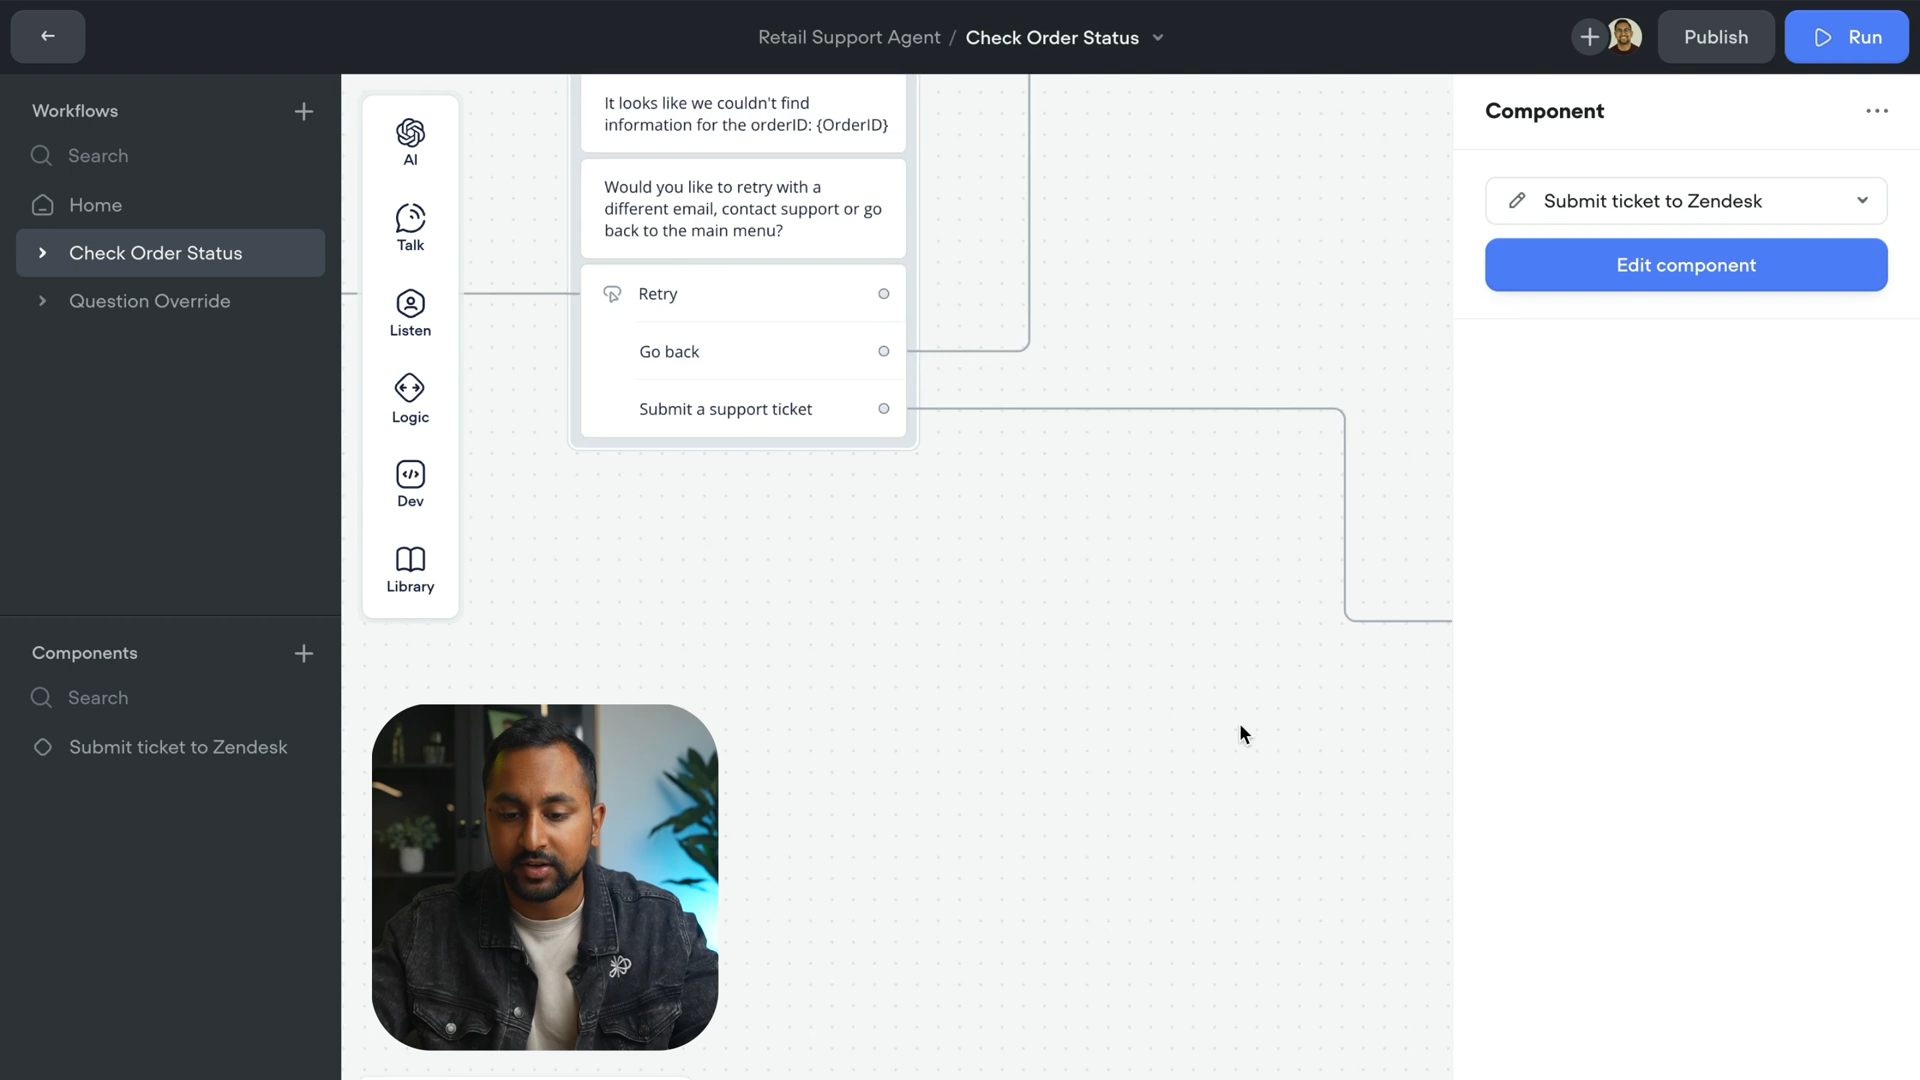 Retail Support Agent / Check Order Status
Publish
Run
Workflows
Search
Home
Check Order Status
Question Override
Components
Search
Submit ticket to Zendesk
AI
Talk
Listen
Logic
Dev
Library
It looks like we couldn't find
information for the orderID: {OrderID}
Would you like to retry with a
different email, contact support or go
back to the main menu?
Retry
Go back
Submit a support ticket
Component
Submit ticket to Zendesk
Edit component